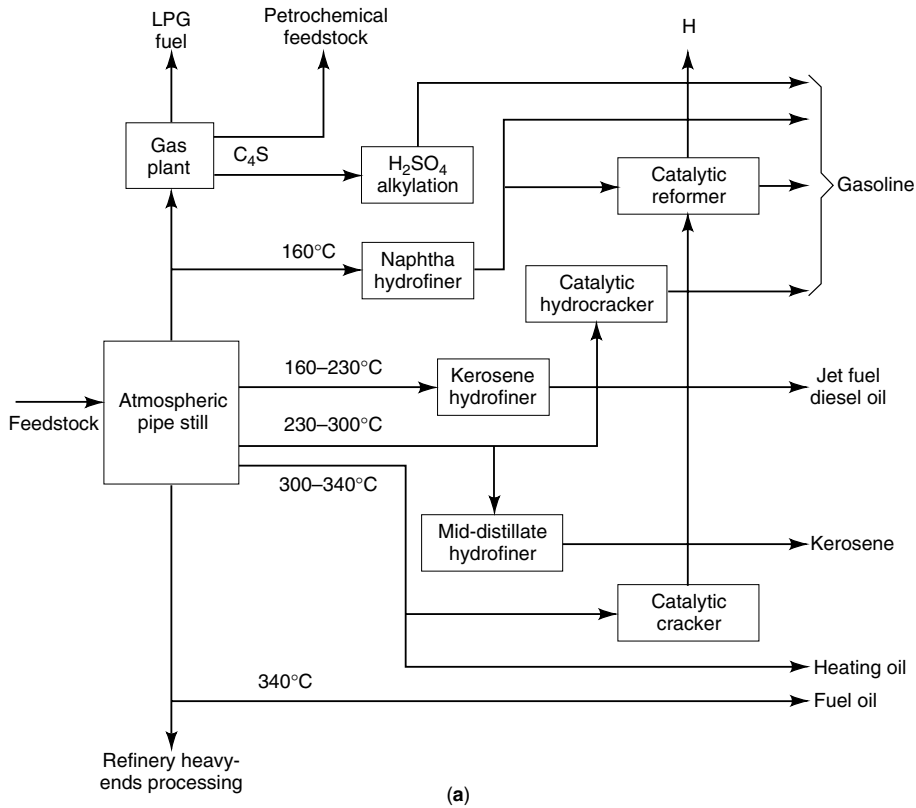 LPG
fuel
Petrochemical
feedstock
H
Gas
plant
C₄S
H₂SO₄
alkylation
Catalytic
reformer
Gasoline
160°C
Naphtha
hydrofiner
Catalytic
hydrocracker
Feedstock
Atmospheric
pipe still
160–230°C
Kerosene
hydrofiner
Jet fuel
diesel oil
230–300°C
300–340°C
Mid-distillate
hydrofiner
Kerosene
Catalytic
cracker
Heating oil
340°C
Fuel oil
Refinery heavy-
ends processing
(a)